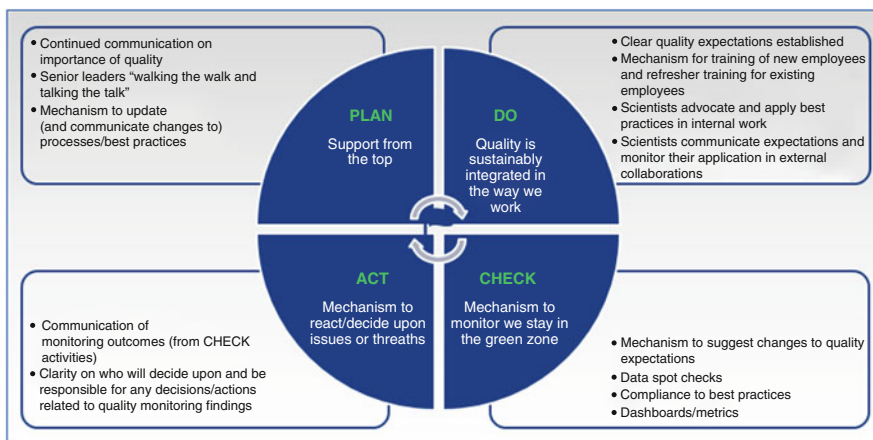 • Continued communication on
importance of quality
• Senior leaders “walking the walk and
talking the talk”
• Mechanism to update
(and communicate changes to)
processes/best practices
PLAN
Support from
the top
DO
Quality is
sustainably
integrated in
the way we
work
• Clear quality expectations established
• Mechanism for training of new employees
and refresher training for existing
employees
• Scientists advocate and apply best
practices in internal work
• Scientists communicate expectations and
monitor their application in external
collaborations
• Communication of
monitoring outcomes (from CHECK
activities)
• Clarity on who will decide upon and be
responsible for any decisions/actions
related to quality monitoring findings
ACT
Mechanism to
react/decide upon
issues or threaths
CHECK
Mechanism to
monitor we stay in
the green zone
• Mechanism to suggest changes to quality
expectations
• Data spot checks
• Compliance to best practices
• Dashboards/metrics